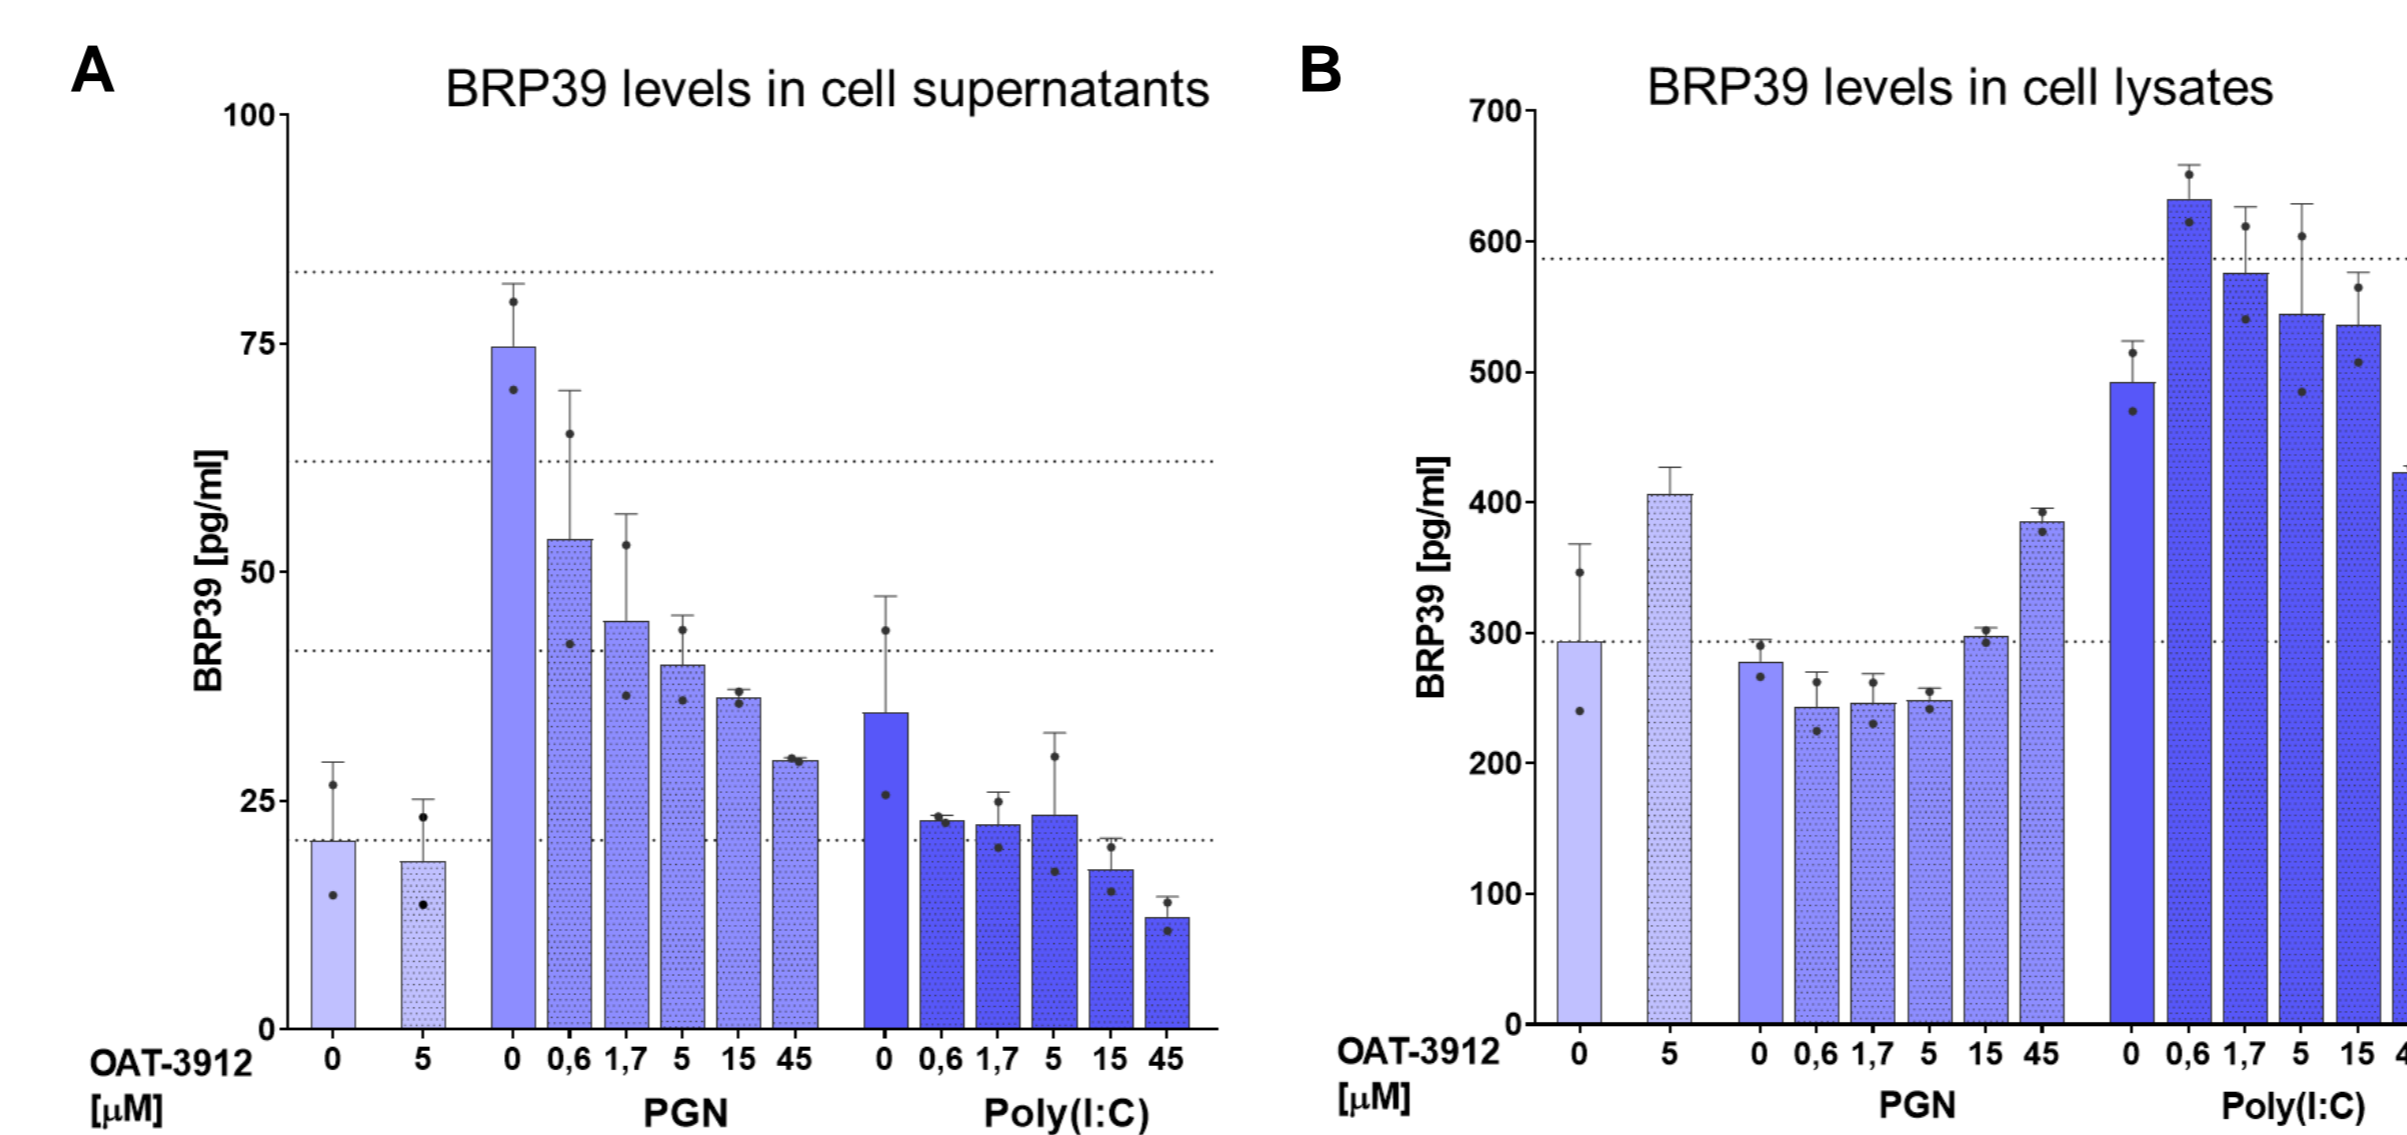 A
BRP39 levels in cell supernatants
100
75
50
25
0
BRP39 [pg/ml]
OAT-3912
[μM]
0 5 0 0,6 1,7 5 15 45 0 0,6 1,7 5 15 45
PGN Poly(I:C)
B
BRP39 levels in cell lysates
700
600
500
400
300
200
100
0
BRP39 [pg/ml]
OAT-3912
[μM]
0 5 0 0,6 1,7 5 15 45 0 0,6 1,7 5 15 4
PGN Poly(I:C)